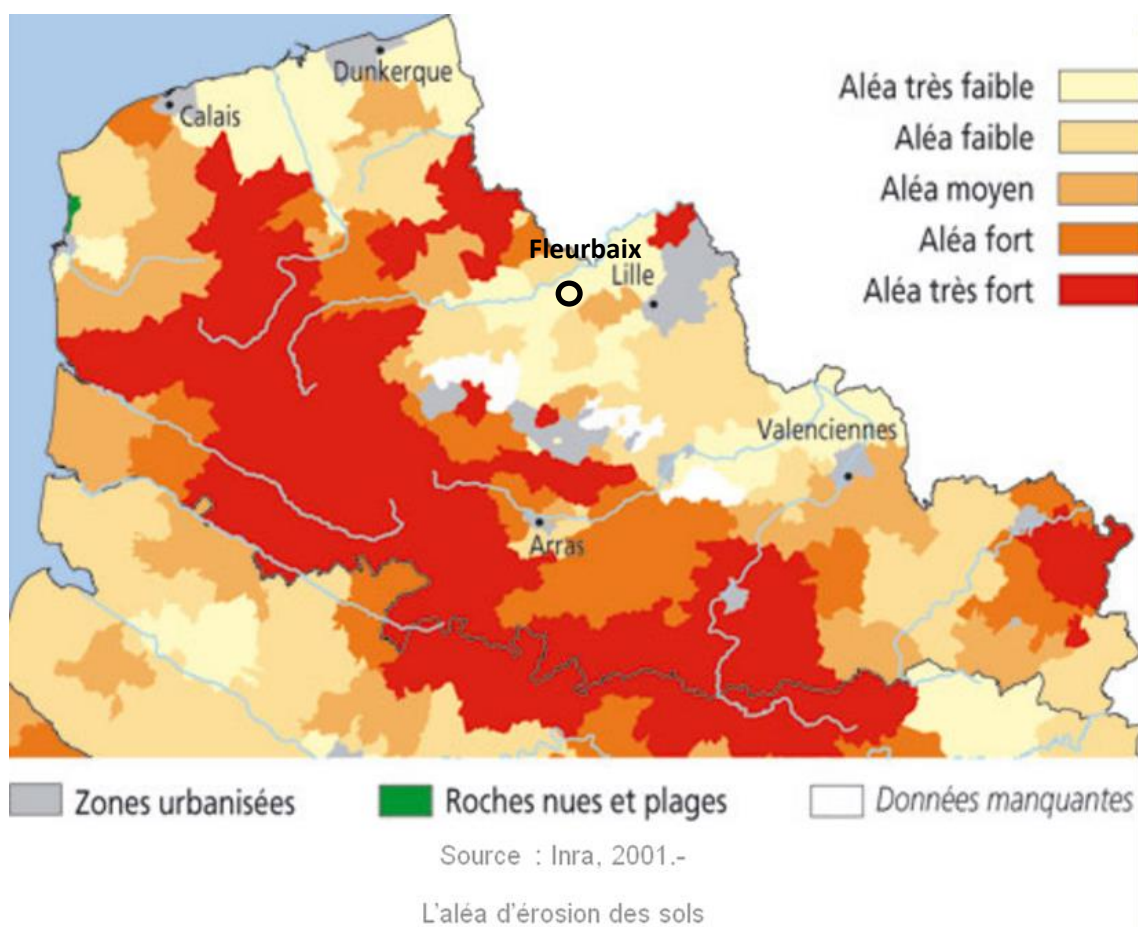 Dunkerque
Calais
Aléa très faible
Aléa faible
Aléa moyen
Aléa fort
Aléa très fort
Fleurbaix
Lille
Valenciennes
Arras
Zones urbanisées
Roches nues et plages
Données manquantes
Source : Inra, 2001.-
L'aléa d'érosion des sols